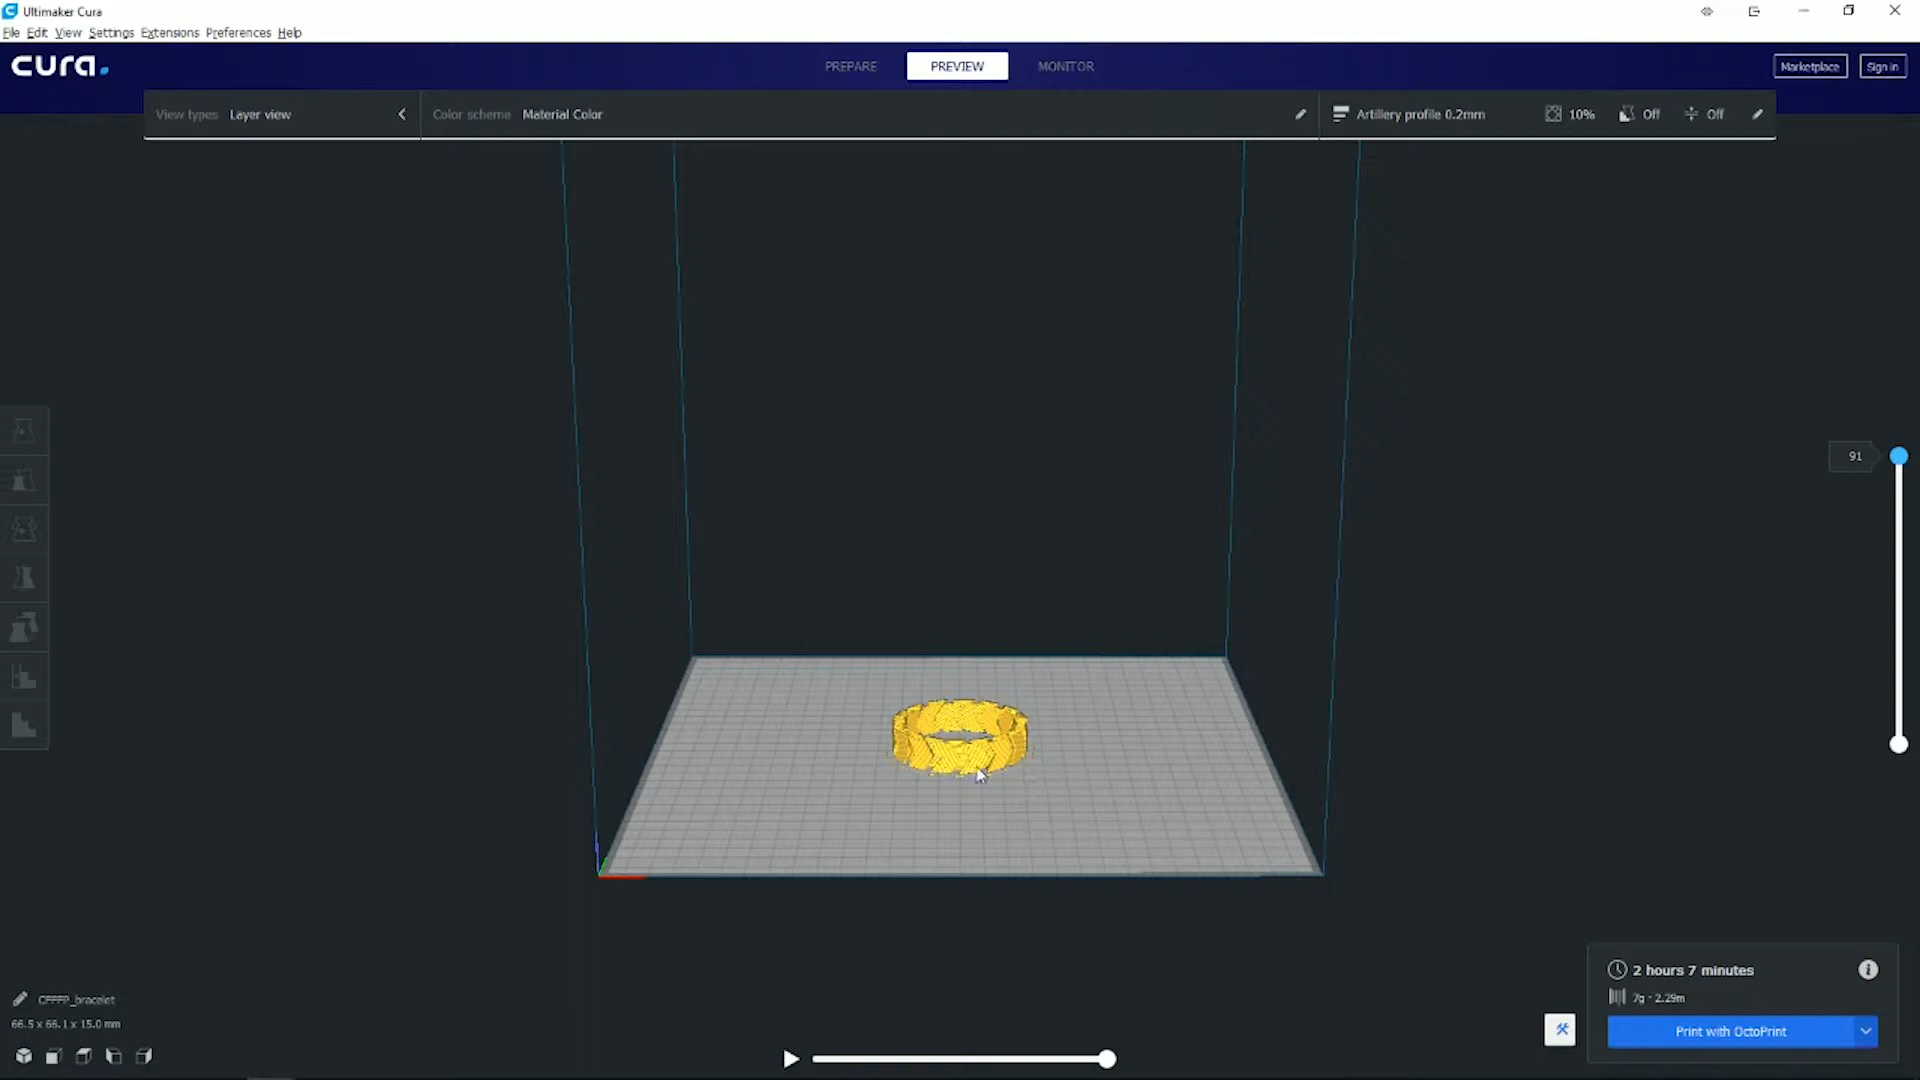 Ultimaker Cura
File Edit View Settings Extensions Preferences Help
cura.
PREPARE PREVIEW MONITOR
Marketplace Sign in
View types Layer view Color scheme Material Color Artillery profile 0.2mm 10% Off Off
91
2 hours 7 minutes
7g - 2.29m
Print with OctoPrint
CFFFP_bracelet
66.5 x 66.1 x 15.0 mm